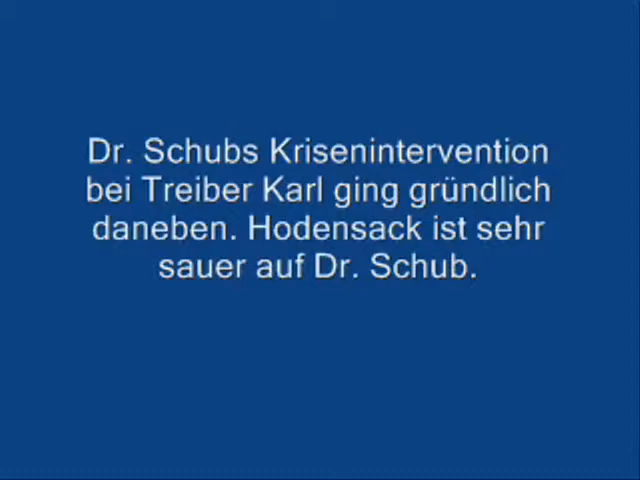 Dr. Schubs Krisenintervention
bei Treiber Karl ging gründlich
daneben. Hodensack ist sehr
sauer auf Dr. Schub.